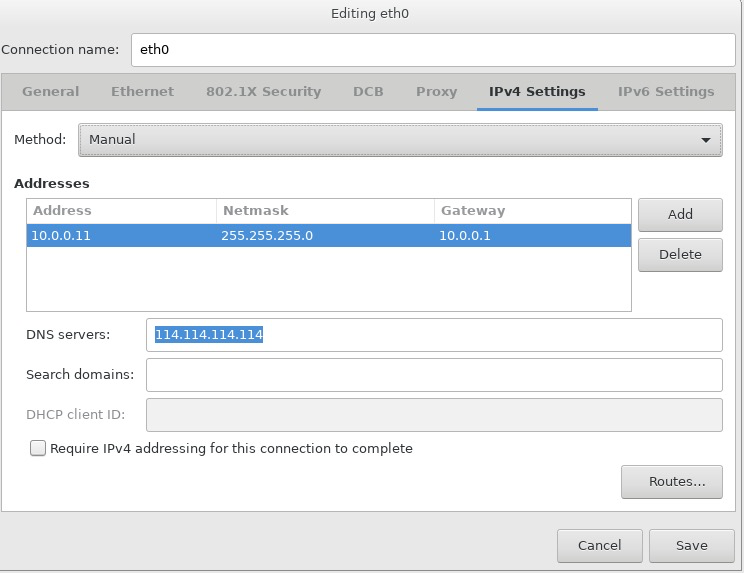 Editing eth0
Connection name: eth0
General Ethernet 802.1X Security DCB Proxy IPv4 Settings IPv6 Settings
Method: Manual
Addresses
Address Netmask Gateway
10.0.0.11 255.255.255.0 10.0.0.1
Add
Delete
DNS servers: 114.114.114.114
Search domains:
DHCP client ID:
Require IPv4 addressing for this connection to complete
Routes…
Cancel Save